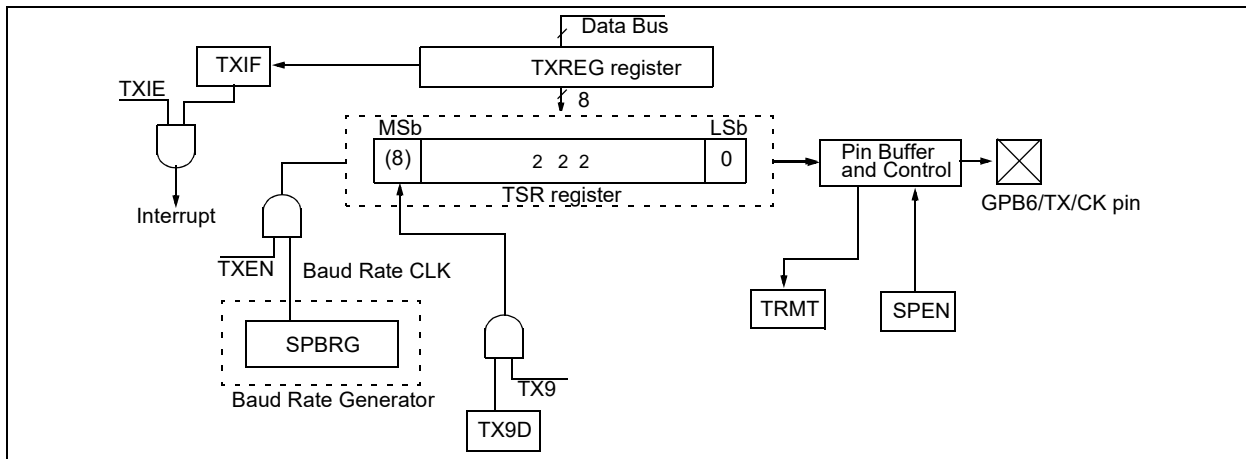 Data Bus
TXIF
TXREG register
TXIE
8
MSb
LSb
(8)
2 2 2
0
Pin Buffer
and Control
TSR register
GPB6/TX/CK pin
Interrupt
TXEN
Baud Rate CLK
TRMT
SPEN
SPBRG
TX9
Baud Rate Generator
TX9D